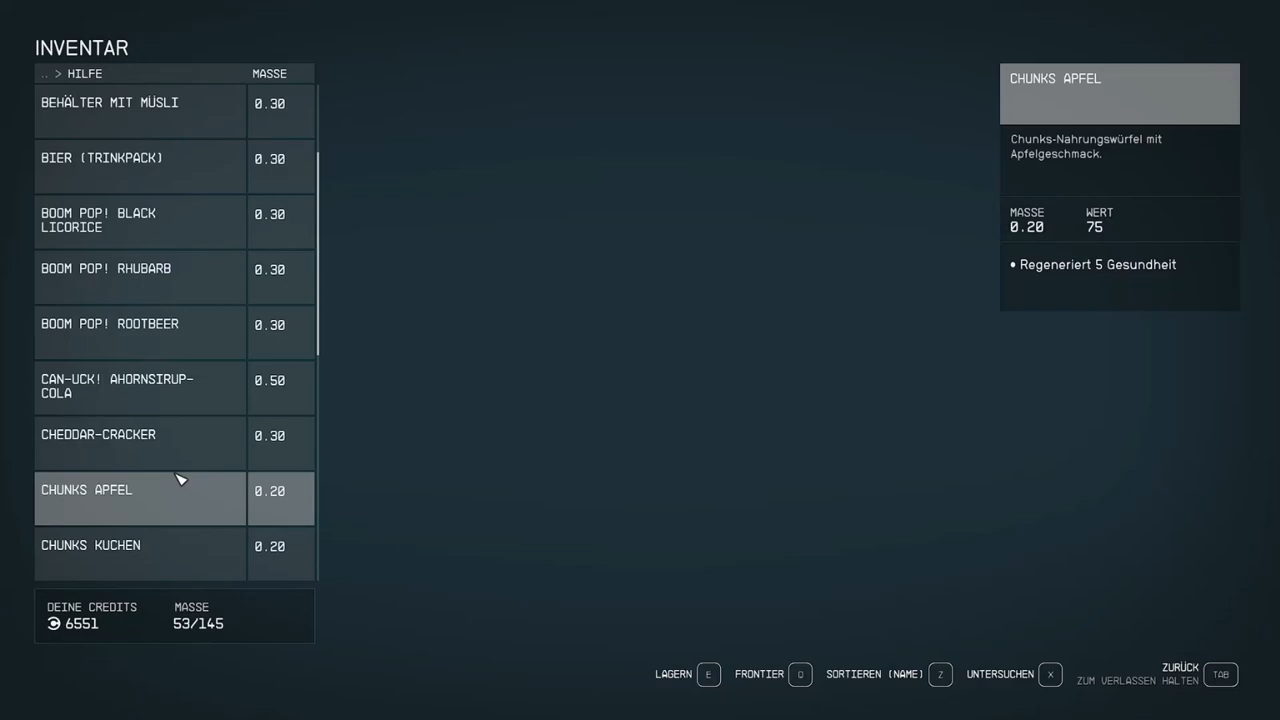 INVENTAR
.. > HILFE MASSE
BEHÄLTER MIT MÜSLI 0.30
BIER (TRINKPACK) 0.30
BOOM POP! BLACK
LICORICE 0.30
BOOM POP! RHUBARB 0.30
BOOM POP! ROOTBEER 0.30
CAN-UCK! AHORNSIRUP-
COLA 0.50
CHEDDAR-CRACKER 0.30
CHUNKS APFEL 0.20
CHUNKS KUCHEN 0.20
DEINE CREDITS MASSE
6551 53/145
CHUNKS APFEL
Chunks-Nahrungswürfel mit
Apfelgeschmack.
MASSE WERT
0.20 75
• Regeneriert 5 Gesundheit
LAGERN E FRONTIER Q SORTIEREN (NAME) Z UNTERSUCHEN X ZURÜCK TAB
ZUM VERLASSEN HALTEN